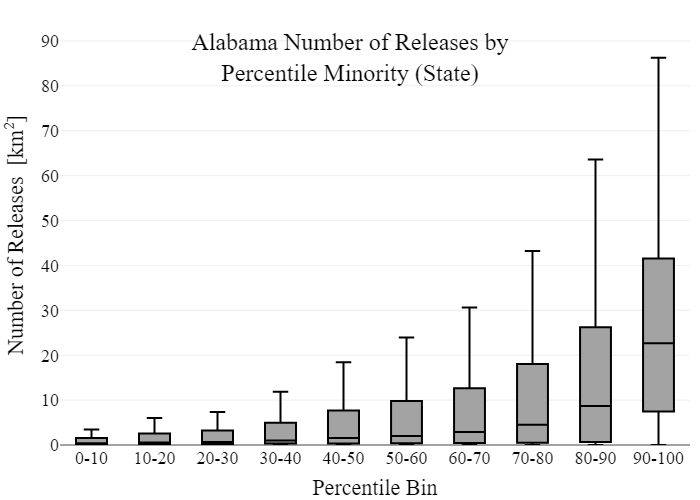 Alabama Number of Releases by
Percentile Minority (State)
Number of Releases [km²]
90
80
70
60
50
40
30
20
10
0
0-10 10-20 20-30 30-40 40-50 50-60 60-70 70-80 80-90 90-100
Percentile Bin